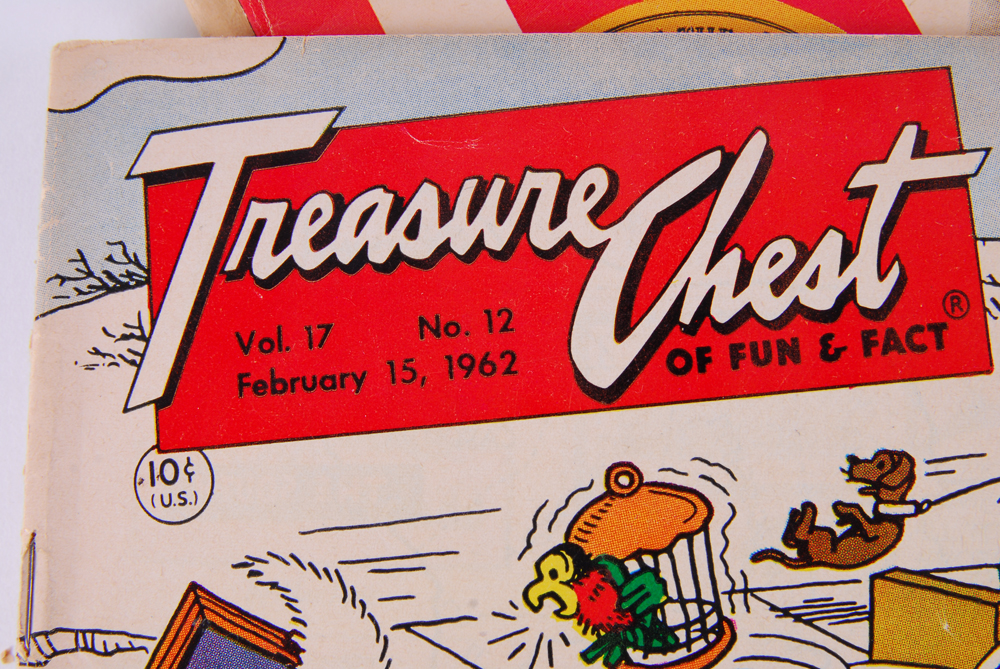 Treasure Chest
Vol. 17 No. 12
February 15, 1962
OF FUN & FACT ®
10¢
(U.S.)